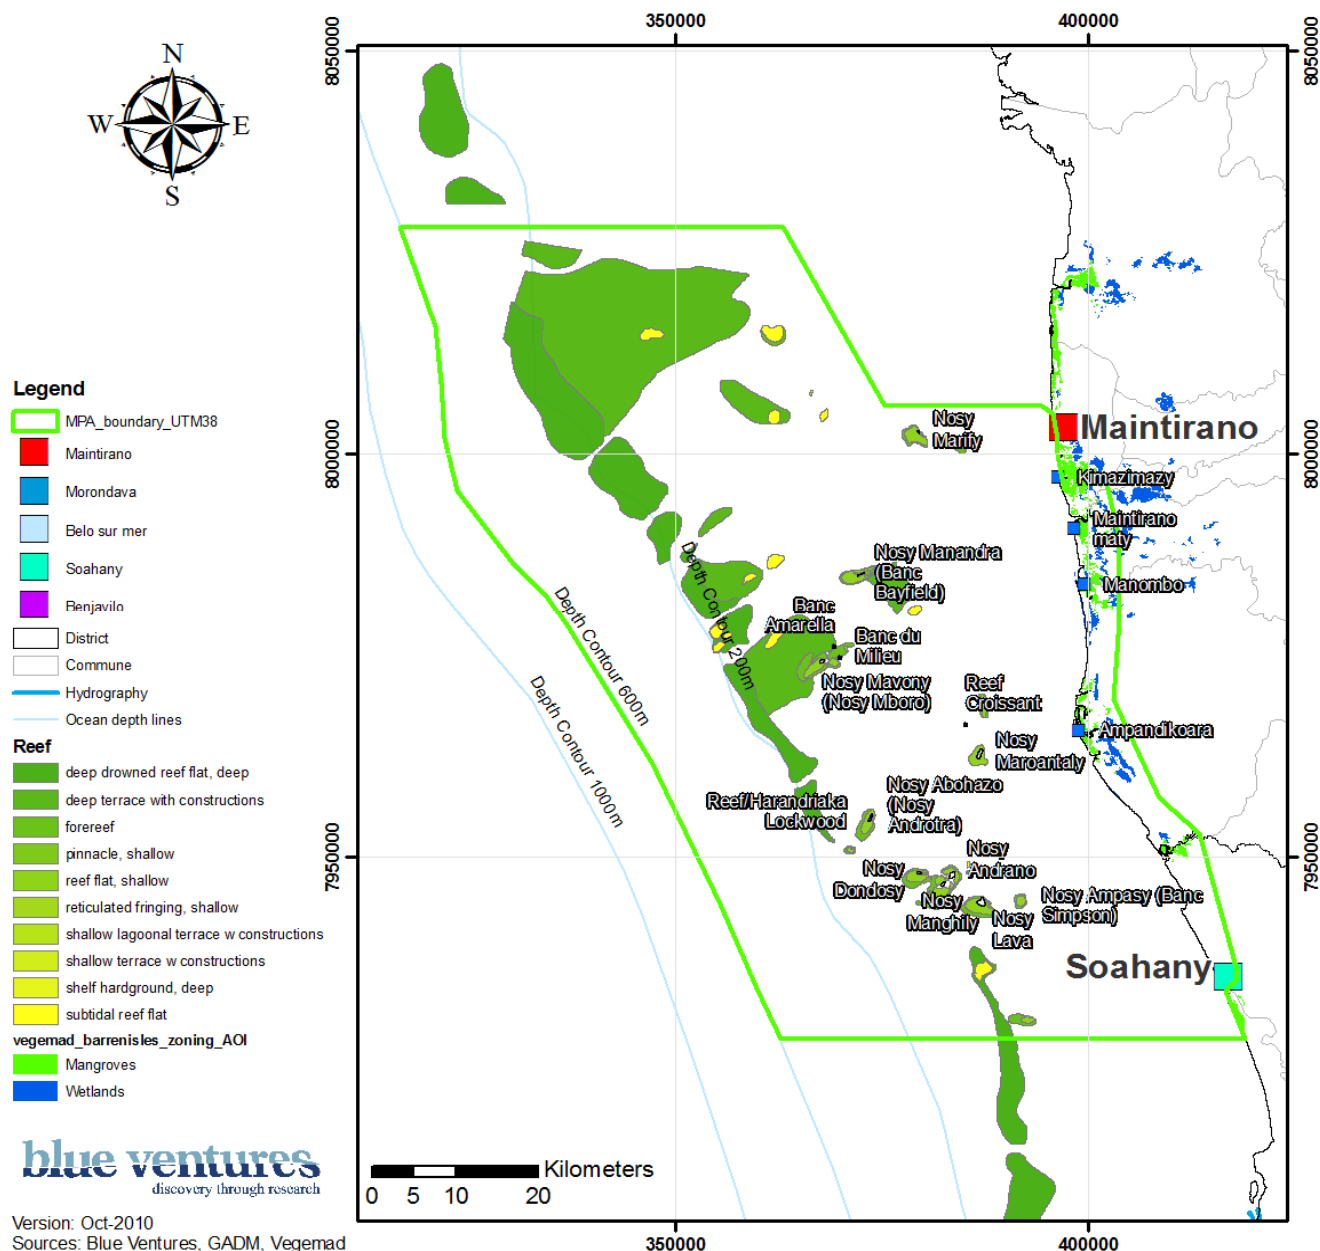 350000
400000
8050000
8050000
N
W
E
S
Legend
MPA_boundary_UTM38
Maintirano
Morondava
Belo sur mer
Soahany
Benjavilo
District
Commune
Hydrography
Ocean depth lines
Reef
deep drowned reef flat, deep
deep terrace with constructions
forereef
pinnacle, shallow
reef flat, shallow
reticulated fringing, shallow
shallow lagoonal terrace w constructions
shallow terrace w constructions
shelf hardground, deep
subtidal reef flat
vegemad_barrenisles_zoning_AOI
Mangroves
Wetlands
blue ventures
discovery through research
Version: Oct-2010
Sources: Blue Ventures, GADM, Vegemad
Nosy
Marify
Maintirano
8000000
8000000
Kimazimazy
Maintirano
maty
Manombo
Nosy Manandra
(Banc
Bayfield)
Banc
Amarella
Banc du
Milieu
Nosy Mavony
(Nosy Mboro)
Depth Contour 200m
Depth Contour 600m
Depth Contour 1000m
Reef
Croissant
Ampandikoara
Nosy
Maroantaly
Nosy Abohazo
(Nosy
Androtra)
Reef/Harandriaka
Lockwood
7950000
7950000
Nosy
Andrano
Nosy
Dondosy
Nosy
Manghily
Nosy
Lava
Nosy Ampasy (Banc
Simpson)
Soahany
Kilometers
0 5 10 20
350000
400000